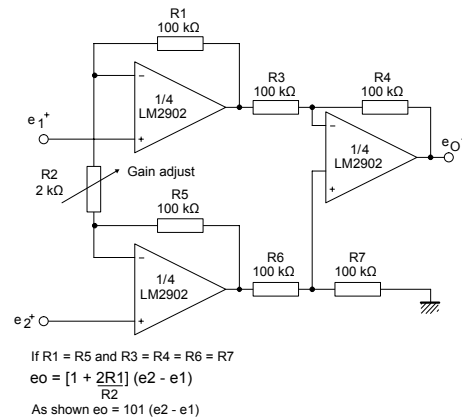 R1
100 kΩ
R3
100 kΩ
R4
100 kΩ
1/4
LM2902
e1+
eO
1/4
LM2902
R2
2 kΩ
Gain adjust
R5
100 kΩ
R6
100 kΩ
R7
100 kΩ
1/4
LM2902
e2+
If R1 = R5 and R3 = R4 = R6 = R7
eo = [1 + 2R1] (e2 - e1)
R2
As shown eo = 101 (e2 - e1)